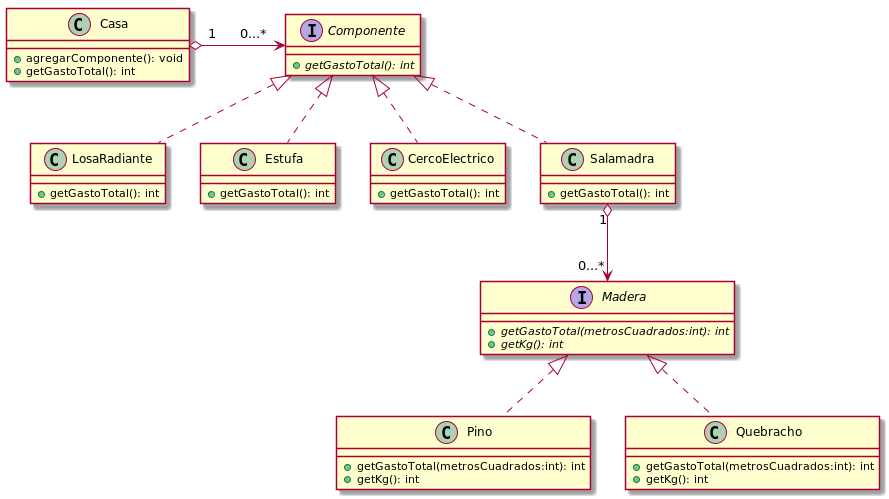 C Casa
agregarComponente(): void
getGastoTotal(): int
1 0...*
I Componente
getGastoTotal(): int
C LosaRadiante
getGastoTotal(): int
C Estufa
getGastoTotal(): int
C CercoElectrico
getGastoTotal(): int
C Salamadra
getGastoTotal(): int
1
0...*
I Madera
getGastoTotal(metrosCuadrados:int): int
getKg(): int
C Pino
getGastoTotal(metrosCuadrados:int): int
getKg(): int
C Quebracho
getGastoTotal(metrosCuadrados:int): int
getKg(): int